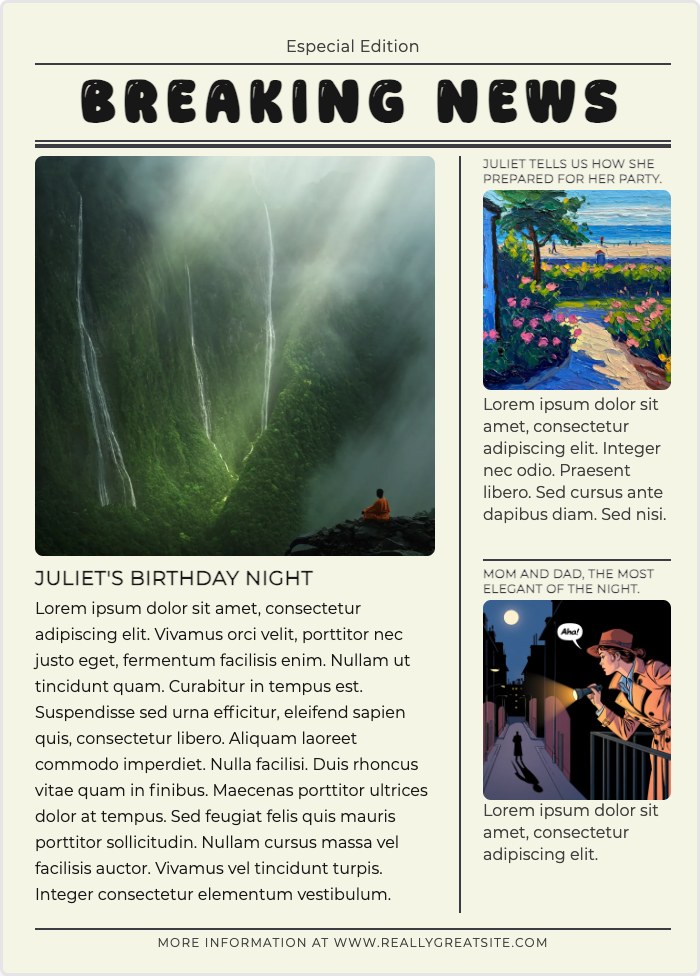 Especial Edition
BREAKING NEWS
JULIET'S BIRTHDAY NIGHT
Lorem ipsum dolor sit amet, consectetur
adipiscing elit. Vivamus orci velit, porttitor nec
justo eget, fermentum facilisis enim. Nullam ut
tincidunt quam. Curabitur in tempus est.
Suspendisse sed urna efficitur, eleifend sapien
quis, consectetur libero. Aliquam laoreet
commodo imperdiet. Nulla facilisi. Duis rhoncus
vitae quam in finibus. Maecenas porttitor ultrices
dolor at tempus. Sed feugiat felis quis mauris
porttitor sollicitudin. Nullam cursus massa vel
facilisis auctor. Vivamus vel tincidunt turpis.
Integer consectetur elementum vestibulum.
JULIET TELLS US HOW SHE
PREPARED FOR HER PARTY.
Lorem ipsum dolor sit
amet, consectetur
adipiscing elit. Integer
nec odio. Praesent
libero. Sed cursus ante
dapibus diam. Sed nisi.
MOM AND DAD, THE MOST
ELEGANT OF THE NIGHT.
Aha!
Lorem ipsum dolor sit
amet, consectetur
adipiscing elit.
MORE INFORMATION AT WWW.REALLYGREATSITE.COM